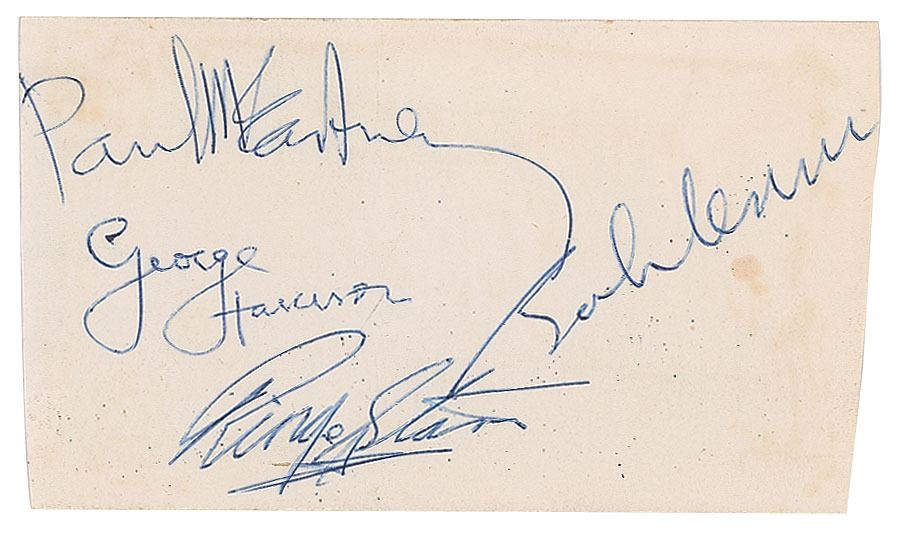 Paul McCartney
John Lennon
George Harrison
Ringo Starr